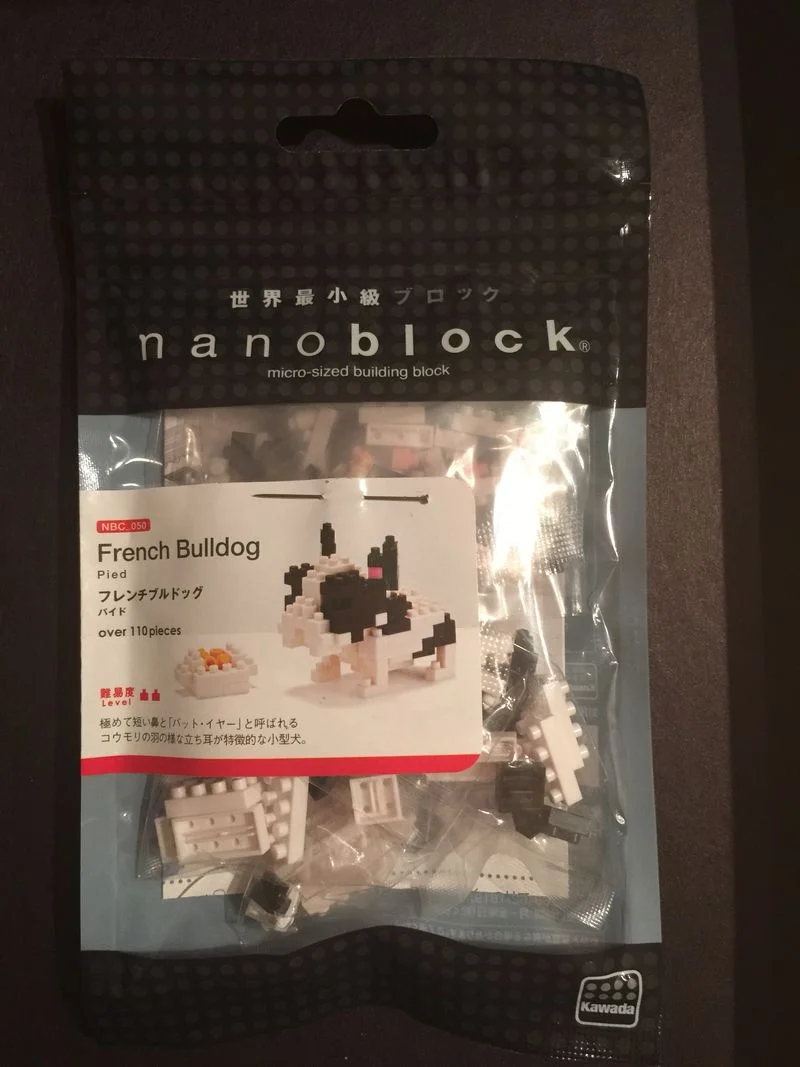 世界最小級ブロック
nanoblock®
micro-sized building block
NBC_050
French Bulldog
Pied
フレンチブルドッグ
パイド
over 110pieces
難易度
Level
極めて短い鼻と「バット・イヤー」と呼ばれる
コウモリの羽の様な立ち耳が特徴的な小型犬。
Kawada